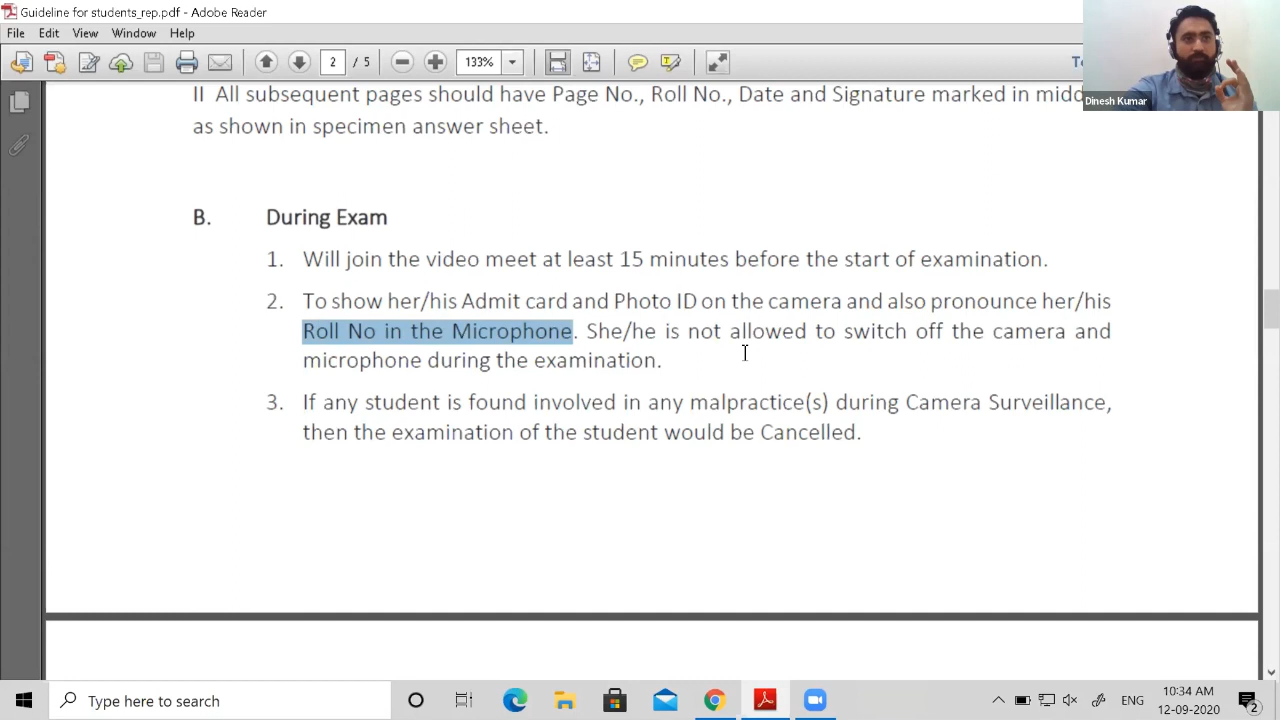 Guideline for students_rep.pdf - Adobe Reader
File Edit View Window Help
2 / 5 133%
II All subsequent pages should have Page No., Roll No., Date and Signature marked in
as shown in specimen answer sheet.
Dinesh Kumar
B. During Exam
1. Will join the video meet at least 15 minutes before the start of examination.
2. To show her/his Admit card and Photo ID on the camera and also pronounce her/his
Roll No in the Microphone. She/he is not allowed to switch off the camera and
microphone during the examination.
3. If any student is found involved in any malpractice(s) during Camera Surveillance,
then the examination of the student would be Cancelled.
Type here to search
ENG
10:34 AM
12-09-2020
2